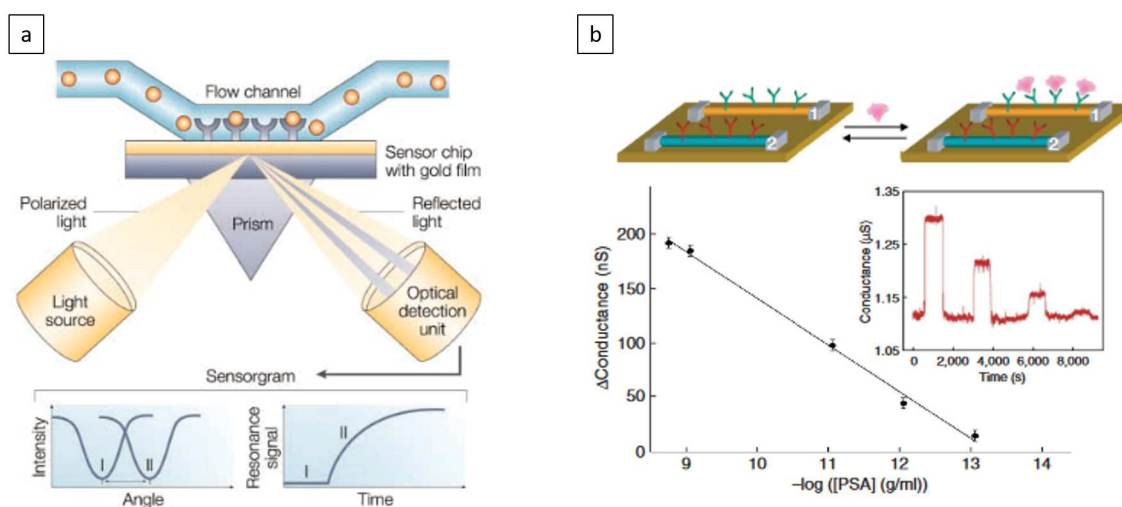 a
Flow channel
Sensor chip
with gold film
Polarized
light
Reflected
light
Prism
Light
source
Optical
detection
unit
Sensorgram
Intensity
I
II
Angle
Resonance
signal
I
II
Time
b
1
2
1
2
ΔConductance (nS)
200
150
100
50
0
9 10 11 12 13 14
–log ([PSA] (g/ml))
Conductance (µS)
1.35
1.25
1.15
1.05
0 2,000 4,000 6,000 8,000
Time (s)